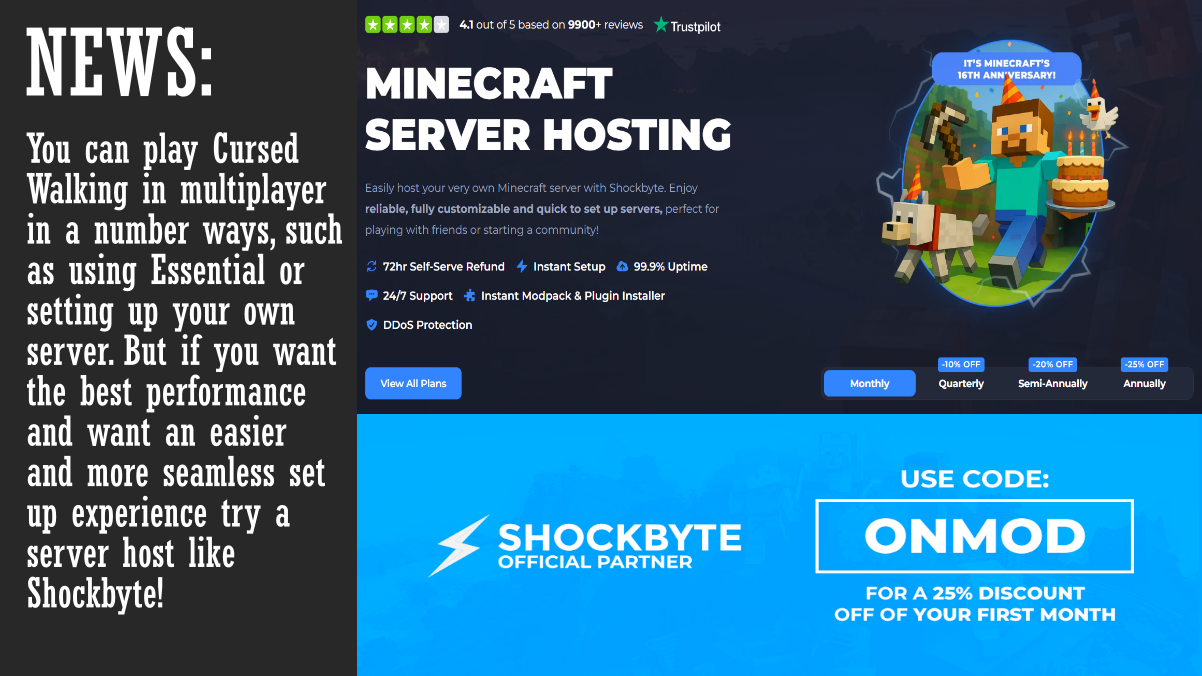 NEWS:
You can play Cursed
Walking in multiplayer
in a number ways, such
as using Essential or
setting up your own
server. But if you want
the best performance
and want an easier
and more seamless set
up experience try a
server host like
Shockbyte!
4.1 out of 5 based on 9900+ reviews Trustpilot
MINECRAFT
SERVER HOSTING
Easily host your very own Minecraft server with Shockbyte. Enjoy
reliable, fully customizable and quick to set up servers, perfect for
playing with friends or starting a community!
72hr Self-Serve Refund Instant Setup 99.9% Uptime
24/7 Support Instant Modpack & Plugin Installer
DDoS Protection
View All Plans
IT'S MINECRAFT'S
16TH ANNIVERSARY!
-10% OFF -20% OFF -25% OFF
Monthly Quarterly Semi-Annually Annually
SHOCKBYTE
OFFICIAL PARTNER
USE CODE:
ONMOD
FOR A 25% DISCOUNT
OFF OF YOUR FIRST MONTH